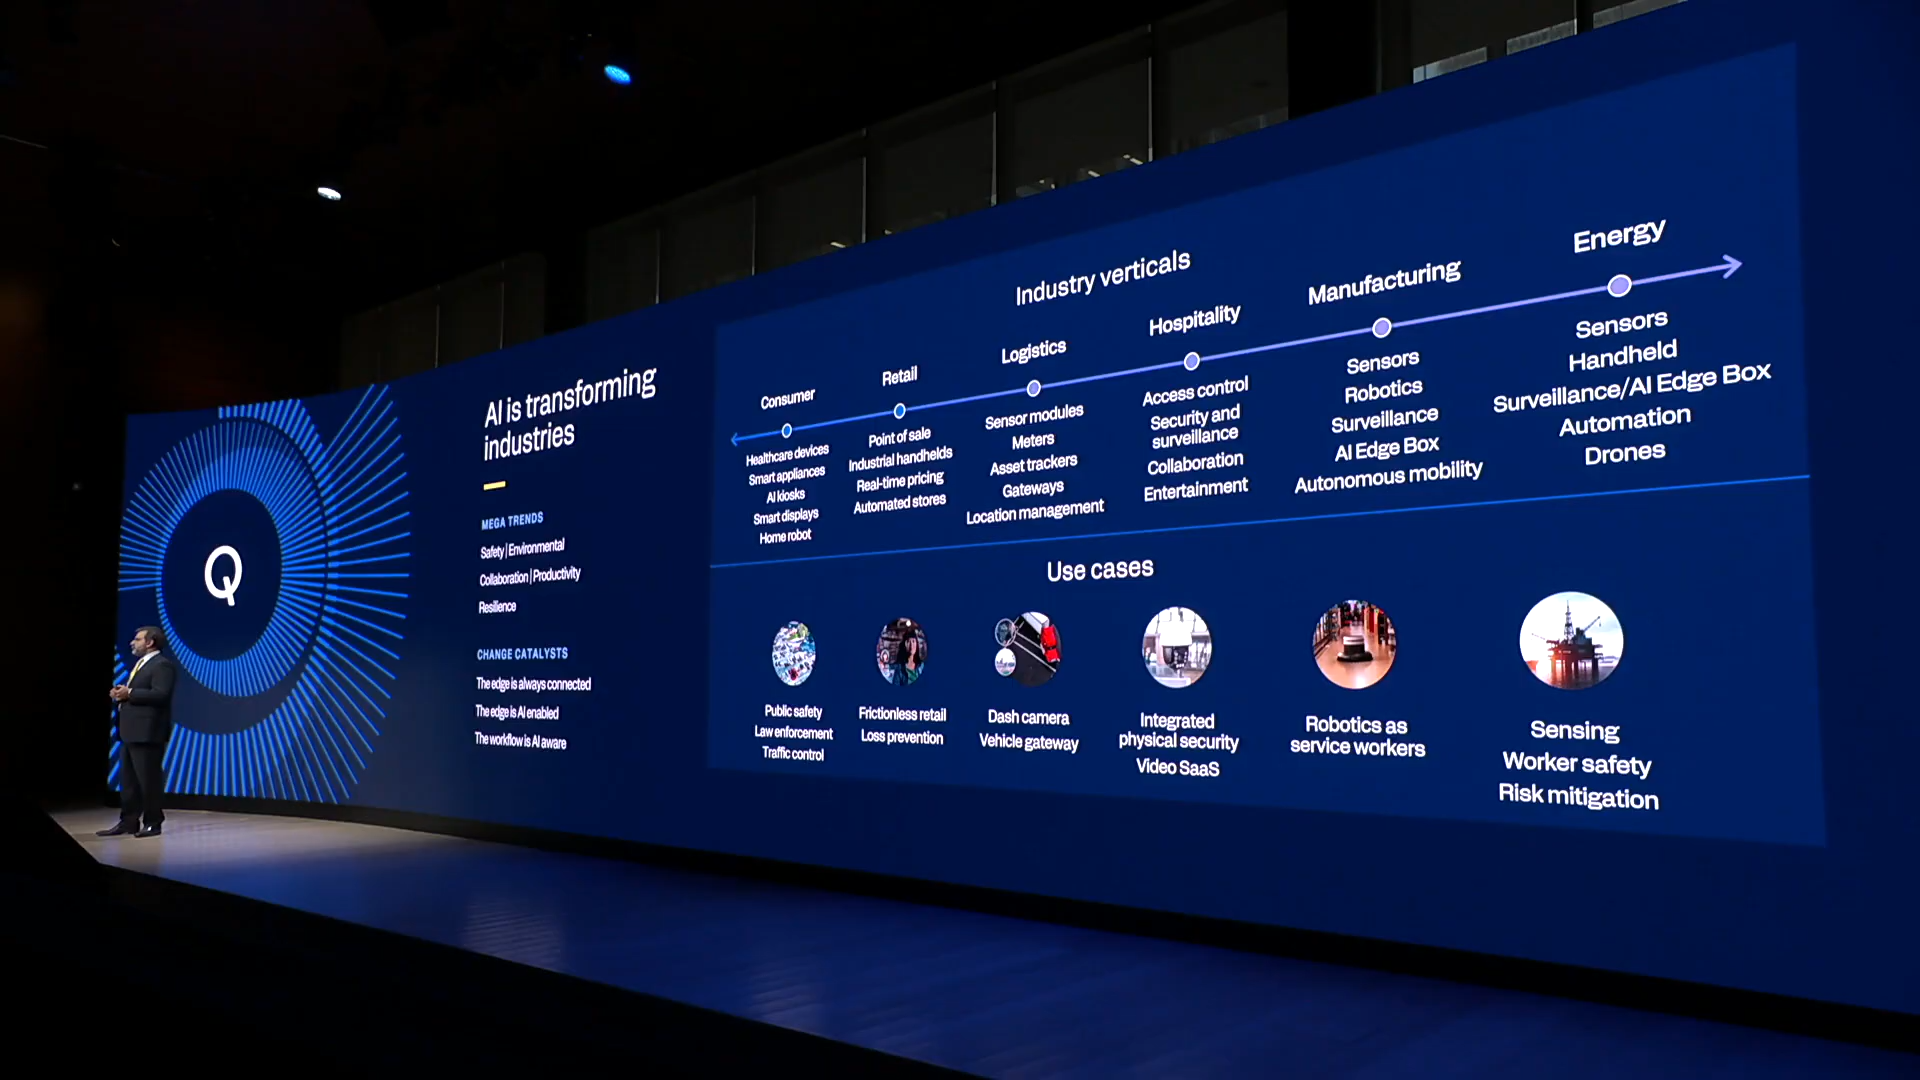 Q
AI is transforming
industries
MEGA TRENDS
Safety | Environmental
Collaboration | Productivity
Resilience
CHANGE CATALYSTS
The edge is always connected
The edge is AI enabled
The workflow is AI aware
Industry verticals
Consumer
Healthcare devices
Smart appliances
AI kiosks
Smart displays
Home robot
Retail
Point of sale
Industrial handhelds
Real-time pricing
Automated stores
Logistics
Sensor modules
Meters
Asset trackers
Gateways
Location management
Hospitality
Access control
Security and
surveillance
Collaboration
Entertainment
Manufacturing
Sensors
Robotics
Surveillance
AI Edge Box
Autonomous mobility
Energy
Sensors
Handheld
Surveillance/AI Edge Box
Automation
Drones
Use cases
Public safety
Law enforcement
Traffic control
Frictionless retail
Loss prevention
Dash camera
Vehicle gateway
Integrated
physical security
Video SaaS
Robotics as
service workers
Sensing
Worker safety
Risk mitigation